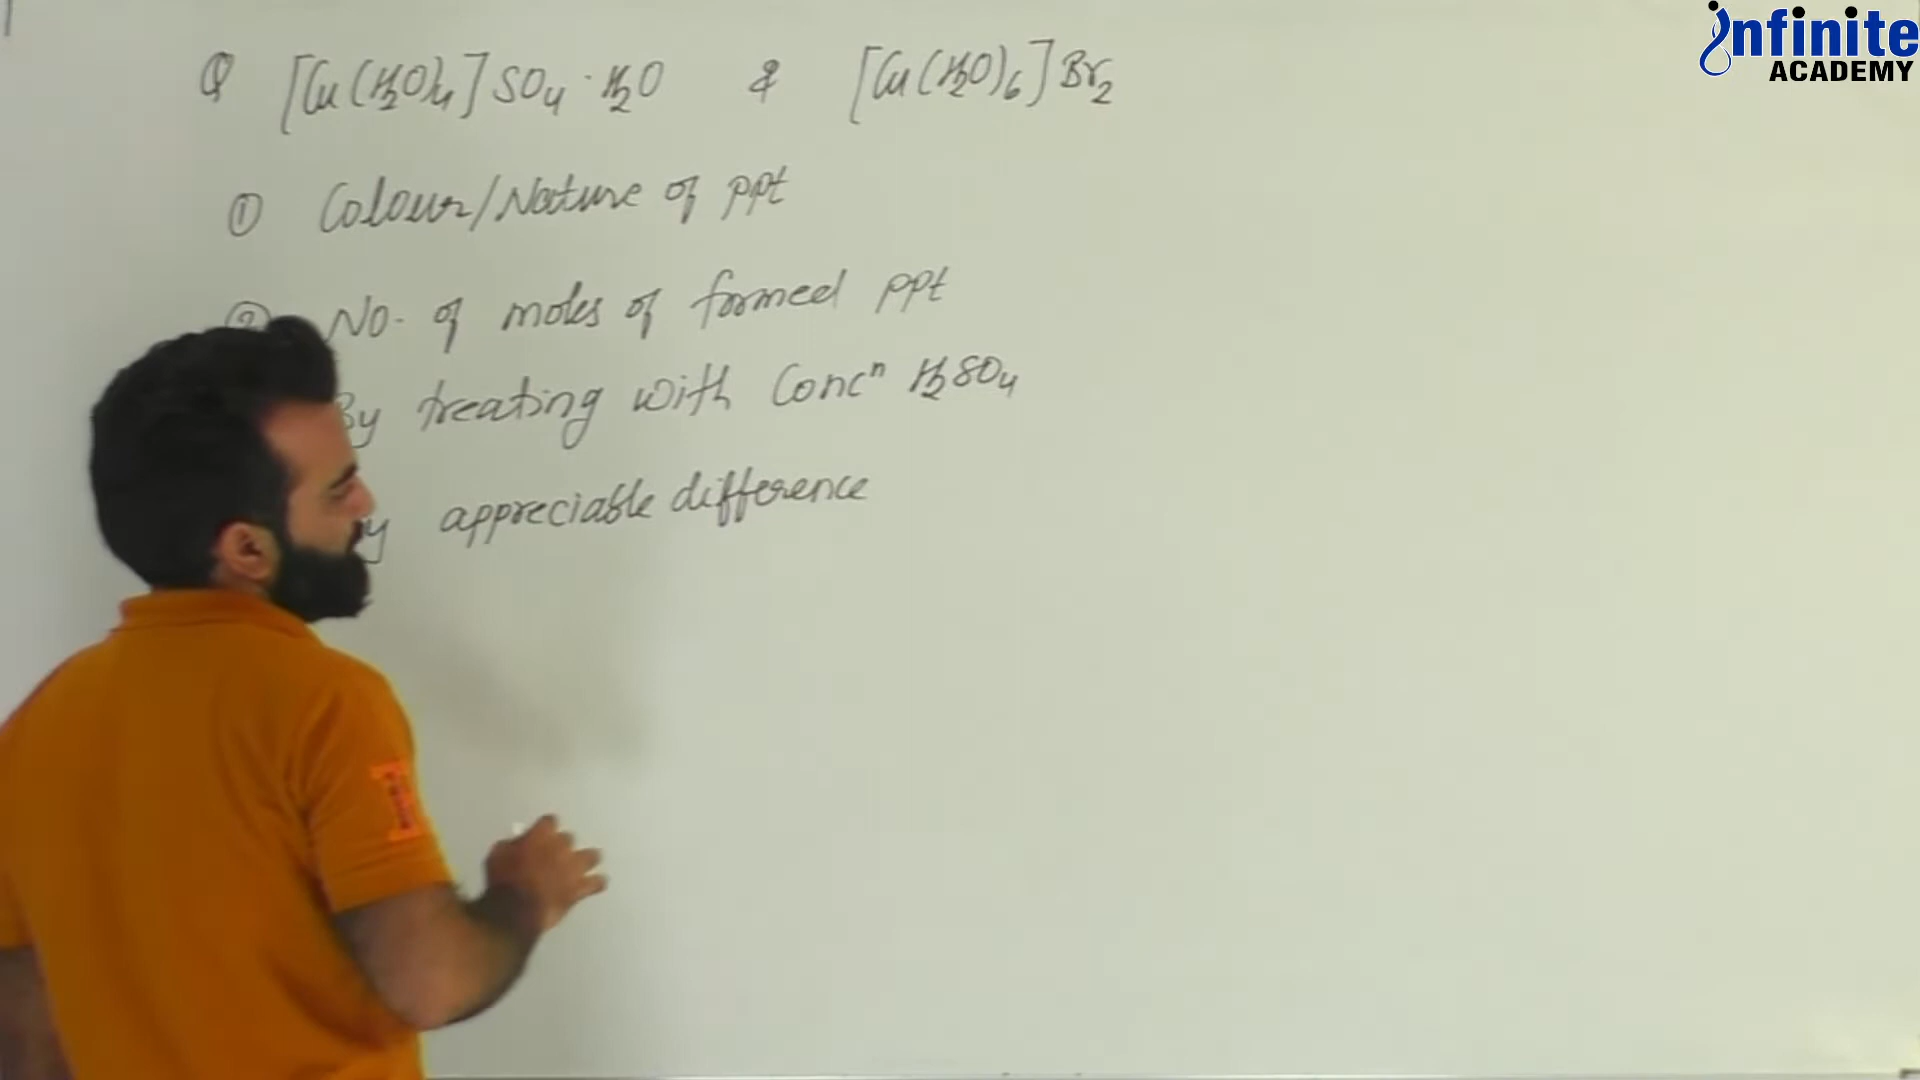 infinite
ACADEMY
Q [Cu(H2O)4]SO4·H2O & [Cu(H2O)6]Br2
① Colour/Nature of ppt
② No. of moles of formed ppt
By treating with Concⁿ H2SO4
appreciable difference